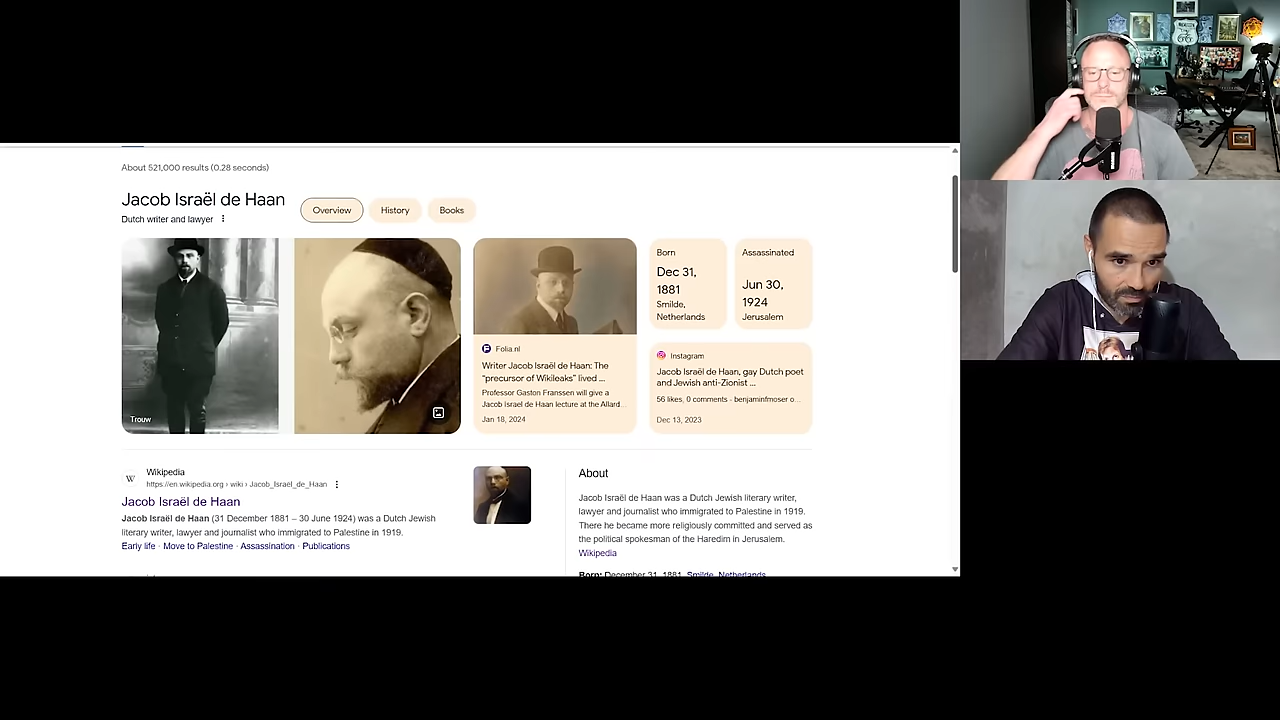 About 521,000 results (0.28 seconds)
Jacob Israël de Haan
Dutch writer and lawyer
Overview
History
Books
Trouw
Folia.nl
Writer Jacob Israël de Haan: The
“precursor of Wikileaks” lived ...
Professor Gaston Franssen will give a
Jacob Israel de Haan lecture at the Allard...
Jan 18, 2024
Born
Dec 31,
1881
Smilde,
Netherlands
Assassinated
Jun 30,
1924
Jerusalem
Instagram
Jacob Israël de Haan, gay Dutch poet
and Jewish anti-Zionist ...
56 likes, 0 comments - benjaminfmoser o...
Dec 13, 2023
W
Wikipedia
https://en.wikipedia.org › wiki › Jacob_Israël_de_Haan
Jacob Israël de Haan
Jacob Israël de Haan (31 December 1881 – 30 June 1924) was a Dutch Jewish
literary writer, lawyer and journalist who immigrated to Palestine in 1919.
Early life · Move to Palestine · Assassination · Publications
About
Jacob Israël de Haan was a Dutch Jewish literary writer,
lawyer and journalist who immigrated to Palestine in 1919.
There he became more religiously committed and served as
the political spokesman of the Haredim in Jerusalem.
Wikipedia
Born: December 31, 1881, Smilde, Netherlands